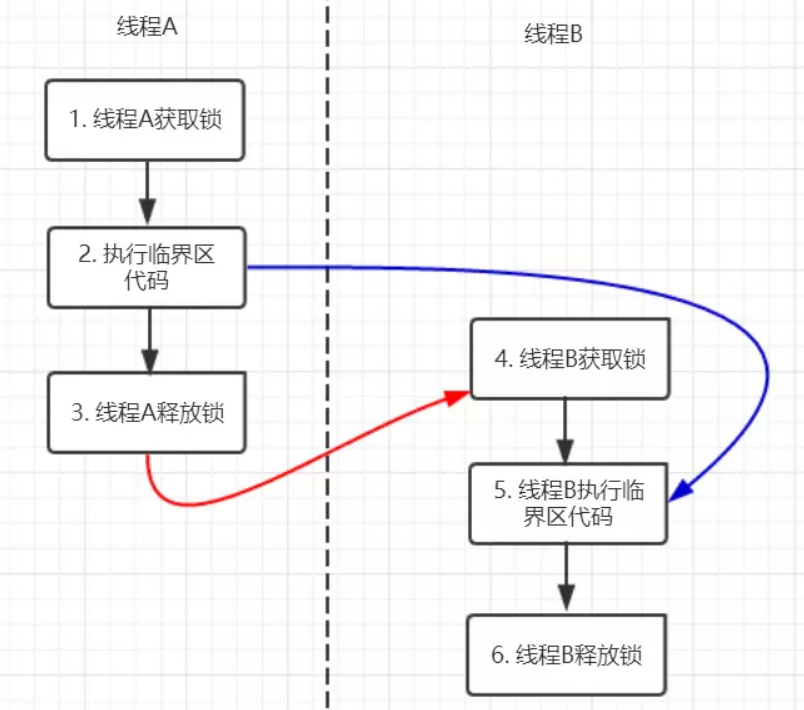 线程A
线程B
1. 线程A获取锁
2. 执行临界区
代码
3. 线程A释放锁
4. 线程B获取锁
5. 线程B执行临
界区代码
6. 线程B释放锁